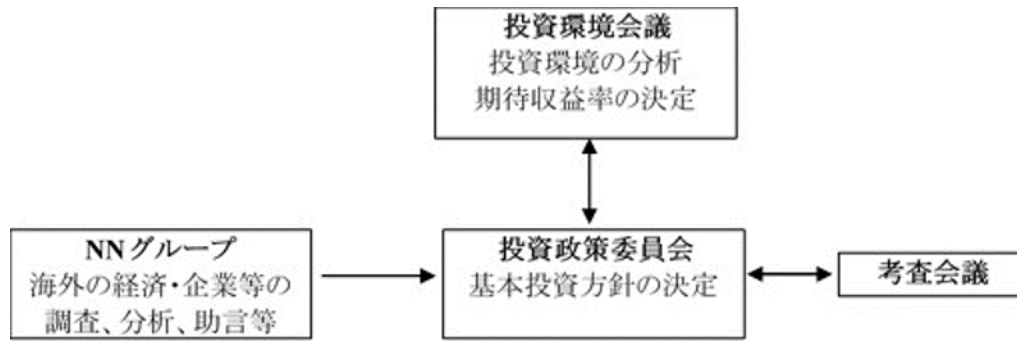 投資環境会議
投資環境の分析
期待収益率の決定
NNグループ
海外の経済・企業等の
調査、分析、助言等
投資政策委員会
基本投資方針の決定
考査会議